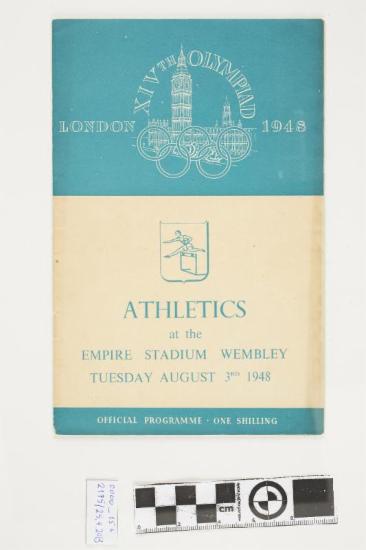 XIVTH OLYMPIAD
LONDON 1948
ATHLETICS
at the
EMPIRE STADIUM WEMBLEY
TUESDAY AUGUST 3RD 1948
OFFICIAL PROGRAMME · ONE SHILLING
cm